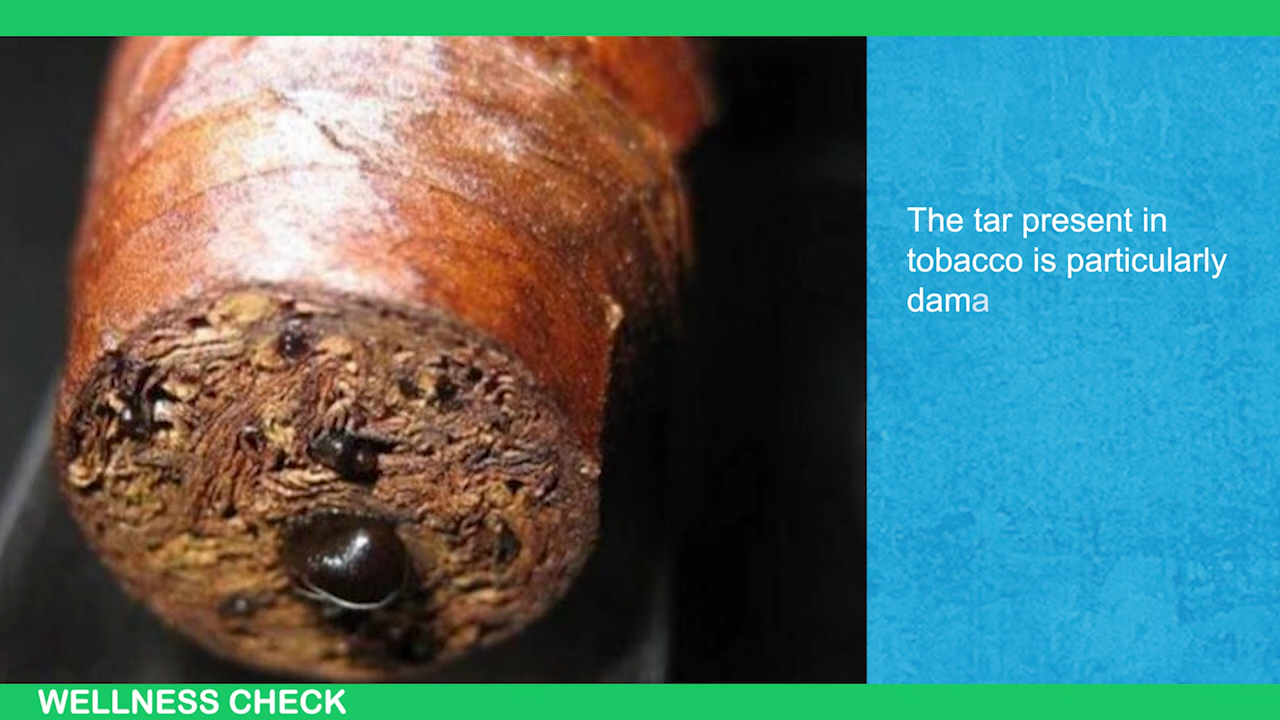 The tar present in
tobacco is particularly
dama
WELLNESS CHECK